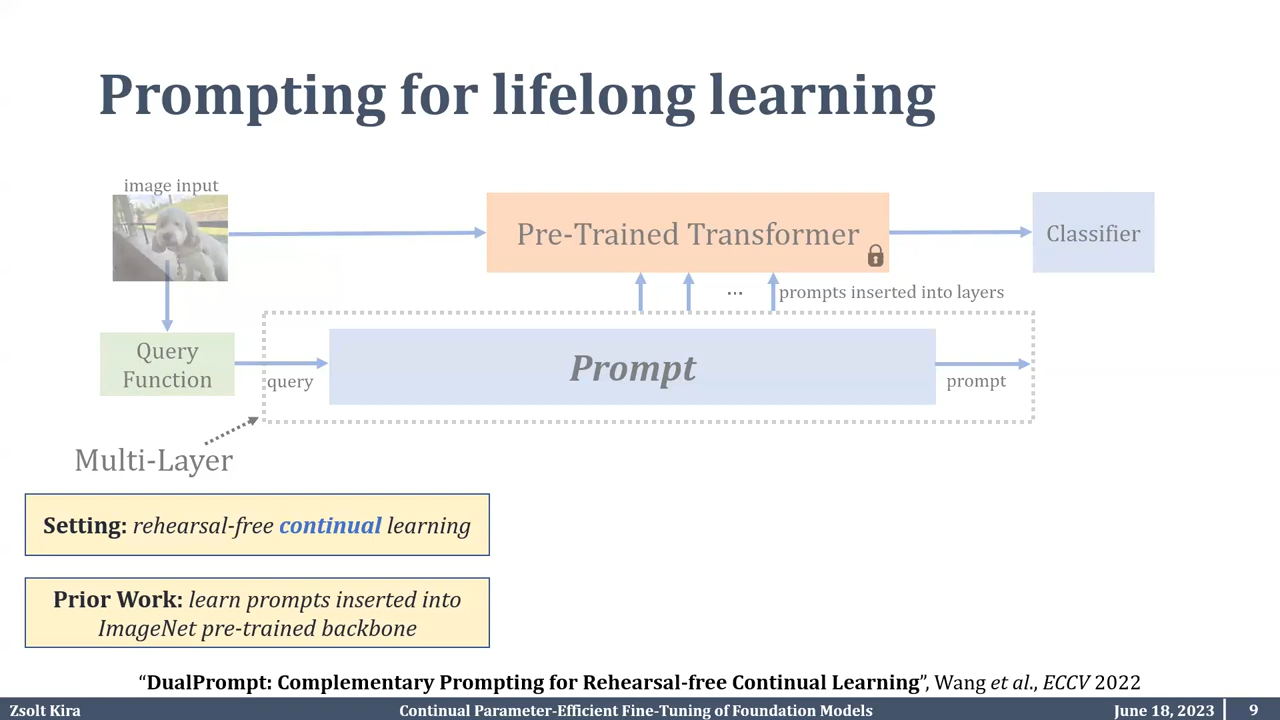 Prompting for lifelong learning
image input
Pre-Trained Transformer
Classifier
... prompts inserted into layers
Query
Function
query
Prompt
prompt
Multi-Layer
Setting: rehearsal-free continual learning
Prior Work: learn prompts inserted into
ImageNet pre-trained backbone
“DualPrompt: Complementary Prompting for Rehearsal-free Continual Learning”, Wang et al., ECCV 2022
Zsolt Kira
Continual Parameter-Efficient Fine-Tuning of Foundation Models
June 18, 2023
9